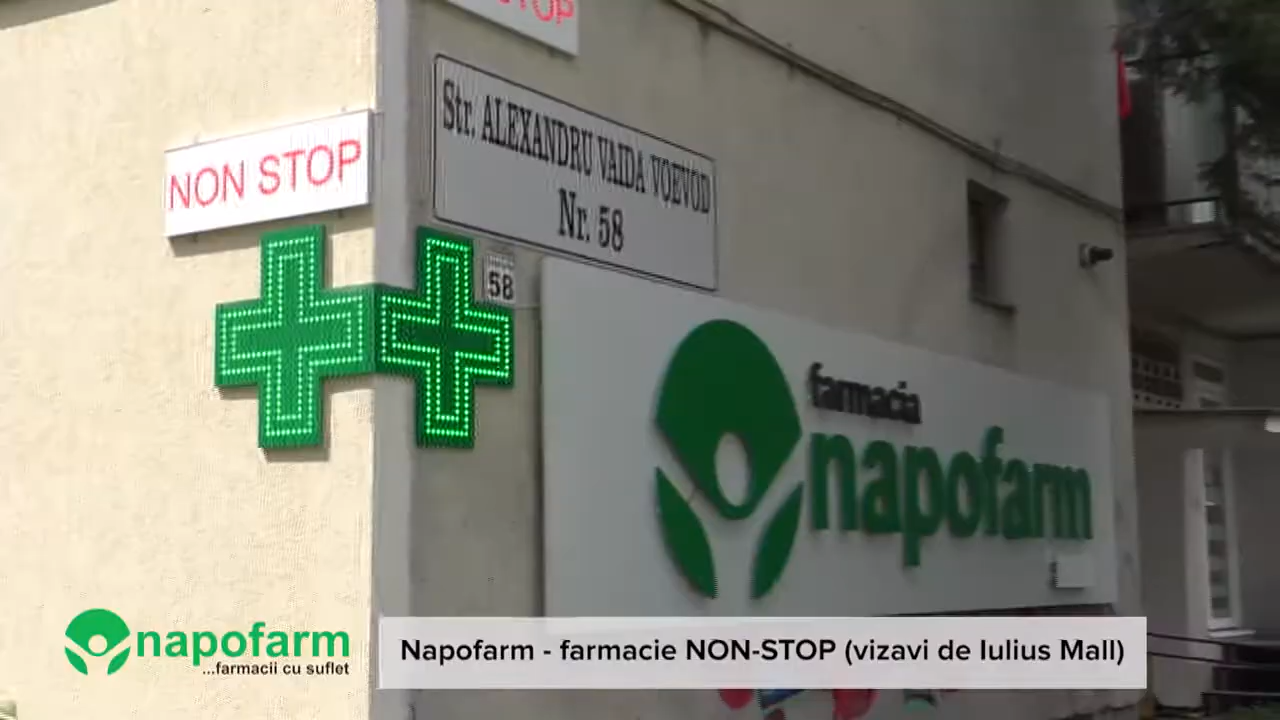 STOP
NON STOP
Str. ALEXANDRU VAIDA VOEVOD
Nr. 58
58
farmacia
napofarm
napofarm
...farmacii cu suflet
Napofarm - farmacie NON-STOP (vizavi de Iulius Mall)